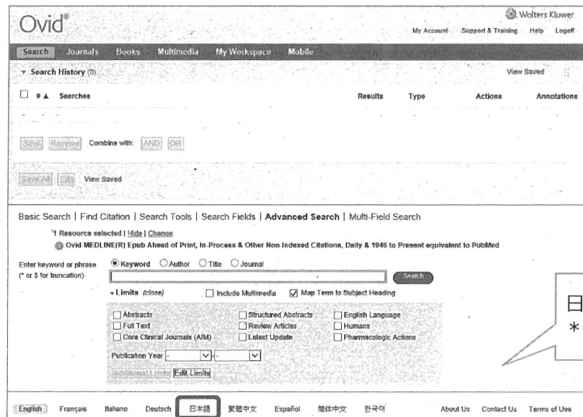 Ovid®
Wolters Kluwer
My Account Support & Training Help Logoff
Search Journals Books Multimedia My Workspace Mobile
Search History (0) View Saved
# ▲ Searches Results Type Actions Annotations
Save Remove Combine with: AND OR
Save All Edit View Saved
Basic Search | Find Citation | Search Tools | Search Fields | Advanced Search | Multi-Field Search
1 Resource selected | Hide | Change
Ovid MEDLINE(R) Epub Ahead of Print, In-Process & Other Non-Indexed Citations, Daily & 1946 to Present equivalent to PubMed
Enter keyword or phrase
(* or $ for truncation)
Keyword Author Title Journal
Search
Limits (close) Include Multimedia Map Term to Subject Heading
Abstracts Structured Abstracts English Language
Full Text Review Articles Humans
Core Clinical Journals (AIM) Latest Update Pharmacologic Actions
Publication Year - -
Additional Limits Edit Limits
日
*
English Français Italiano Deutsch 日本語 繁體中文 Español 简体中文 한국어 About Us Contact Us Terms of Use